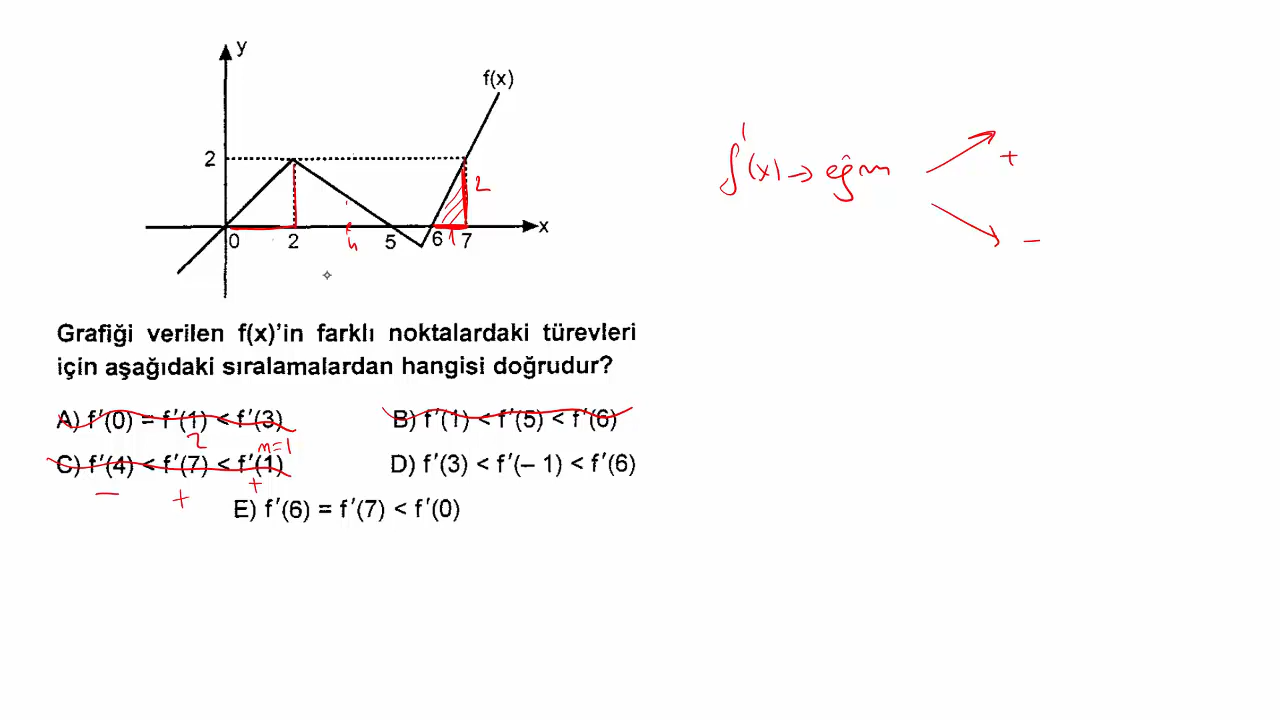 y
f(x)
2
2
0 2 4 5 6 1 7 x
f'(x) → eğim
+
−
Grafiği verilen f(x)'in farklı noktalardaki türevleri
için aşağıdaki sıralamalardan hangisi doğrudur?
A) f'(0) = f'(1) < f'(3) B) f'(1) < f'(5) < f'(6)
2 m=1
C) f'(4) < f'(7) < f'(1) D) f'(3) < f'(– 1) < f'(6)
− + +
E) f'(6) = f'(7) < f'(0)